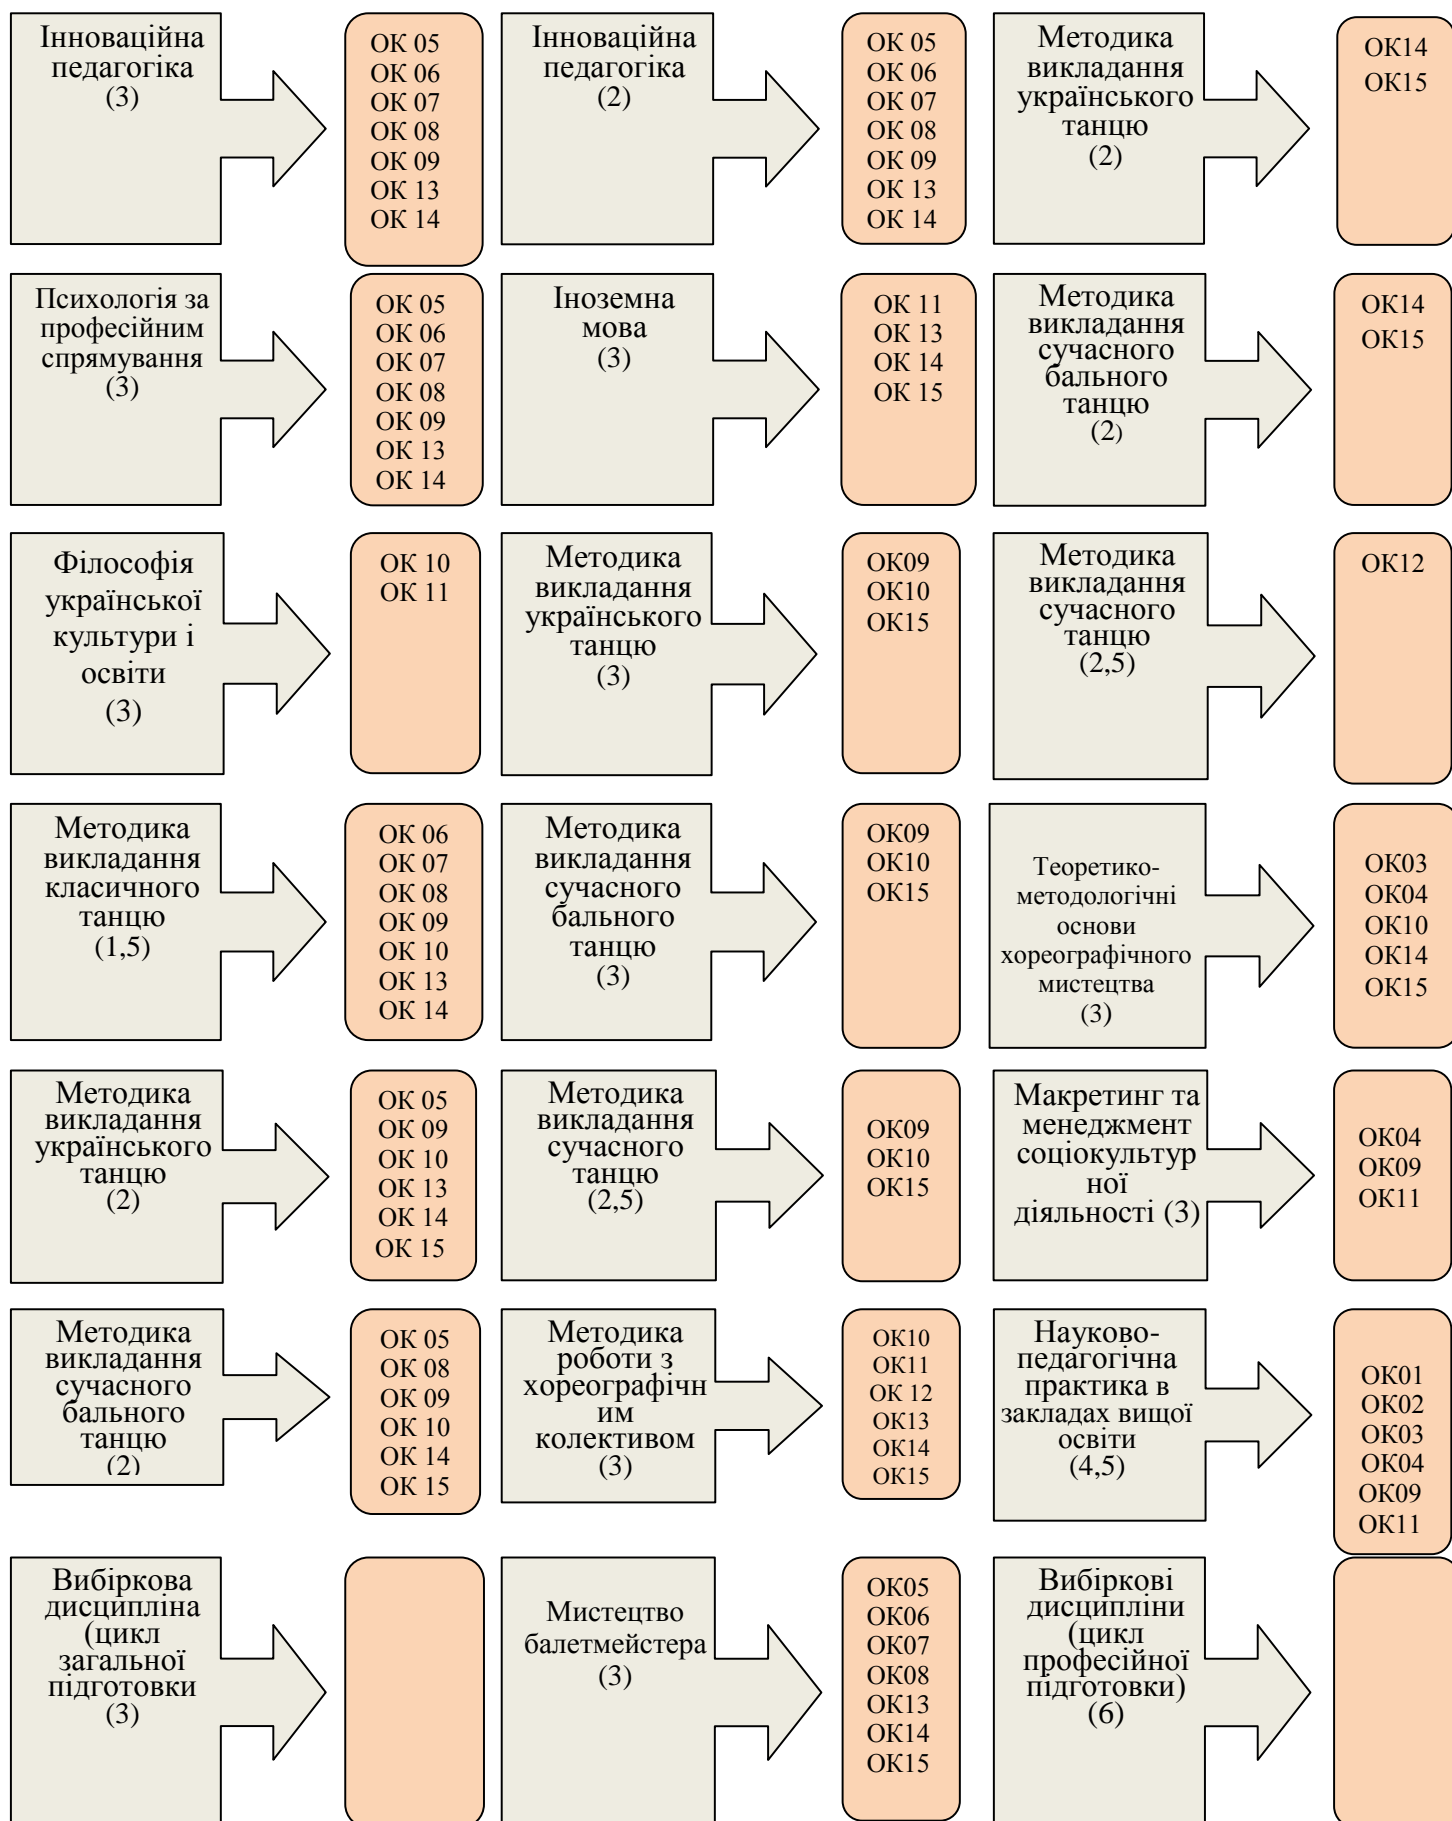 Інноваційна
педагогіка
(3)
ОК 05
ОК 06
ОК 07
ОК 08
ОК 09
ОК 13
ОК 14
Інноваційна
педагогіка
(2)
ОК 05
ОК 06
ОК 07
ОК 08
ОК 09
ОК 13
ОК 14
Методика
викладання
українського
танцю
(2)
ОК14
ОК15
Психологія за
професійним
спрямування
(3)
ОК 05
ОК 06
ОК 07
ОК 08
ОК 09
ОК 13
ОК 14
Іноземна
мова
(3)
ОК 11
ОК 13
ОК 14
ОК 15
Методика
викладання
сучасного
бального
танцю
(2)
ОК14
ОК15
Філософія
української
культури і
освіти
(3)
ОК 10
ОК 11
Методика
викладання
українського
танцю
(3)
ОК09
ОК10
ОК15
Методика
викладання
сучасного
танцю
(2,5)
ОК12
Методика
викладання
класичного
танцю
(1,5)
ОК 06
ОК 07
ОК 08
ОК 09
ОК 10
ОК 13
ОК 14
Методика
викладання
сучасного
бального
танцю
(3)
ОК09
ОК10
ОК15
Теоретико-
методологічні
основи
хореографічного
мистецтва
(3)
ОК03
ОК04
ОК10
ОК14
ОК15
Методика
викладання
українського
танцю
(2)
ОК 05
ОК 09
ОК 10
ОК 13
ОК 14
ОК 15
Методика
викладання
сучасного
танцю
(2,5)
ОК09
ОК10
ОК15
Макретинг та
менеджмент
соціокультур
ної
діяльності (3)
ОК04
ОК09
ОК11
Методика
викладання
сучасного
бального
танцю
(2)
ОК 05
ОК 08
ОК 09
ОК 10
ОК 14
ОК 15
Методика
роботи з
хореографічн
им
колективом
(3)
ОК10
ОК11
ОК 12
ОК13
ОК14
ОК15
Науково-
педагогічна
практика в
закладах вищої
освіти
(4,5)
ОК01
ОК02
ОК03
ОК04
ОК09
ОК11
Вибіркова
дисципліна
(цикл
загальної
підготовки
(3)
Мистецтво
балетмейстера
(3)
ОК05
ОК06
ОК07
ОК08
ОК13
ОК14
ОК15
Вибіркові
дисципліни
(цикл
професійної
підготовки)
(6)